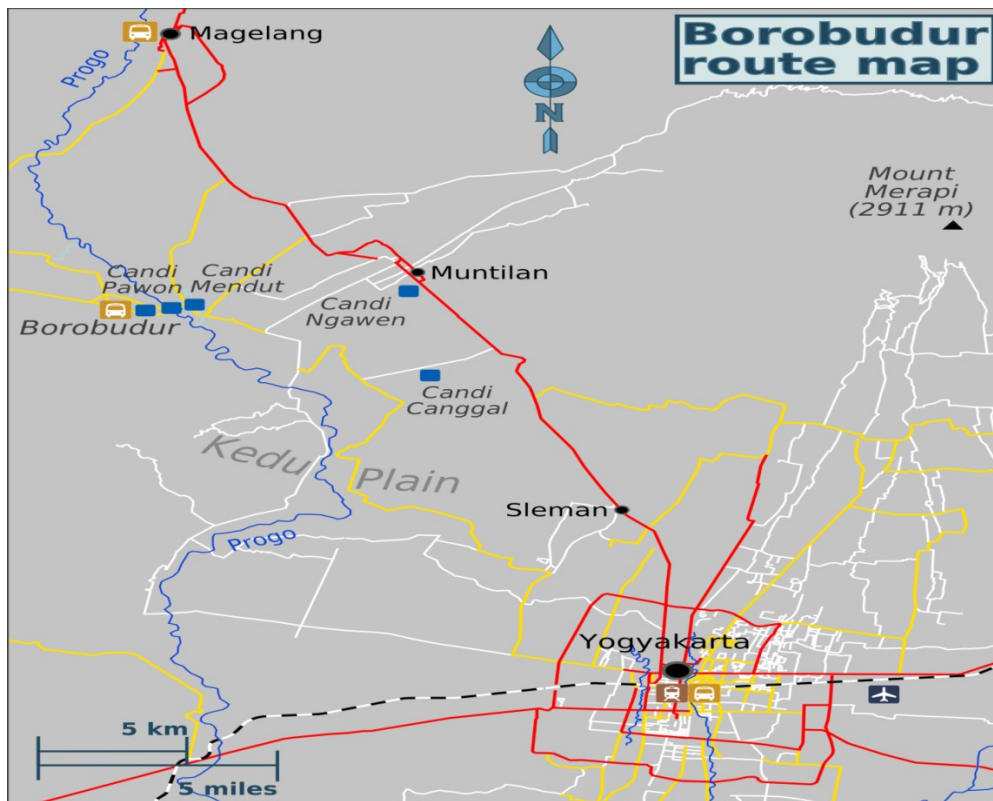 Borobudur
route map
Magelang
Progo
N
Mount
Merapi
(2911 m)
Muntilan
Candi
Pawon
Candi
Mendut
Borobudur
Candi
Ngawen
Candi
Canggal
Kedu Plain
Sleman
Progo
Yogyakarta
5 km
5 miles